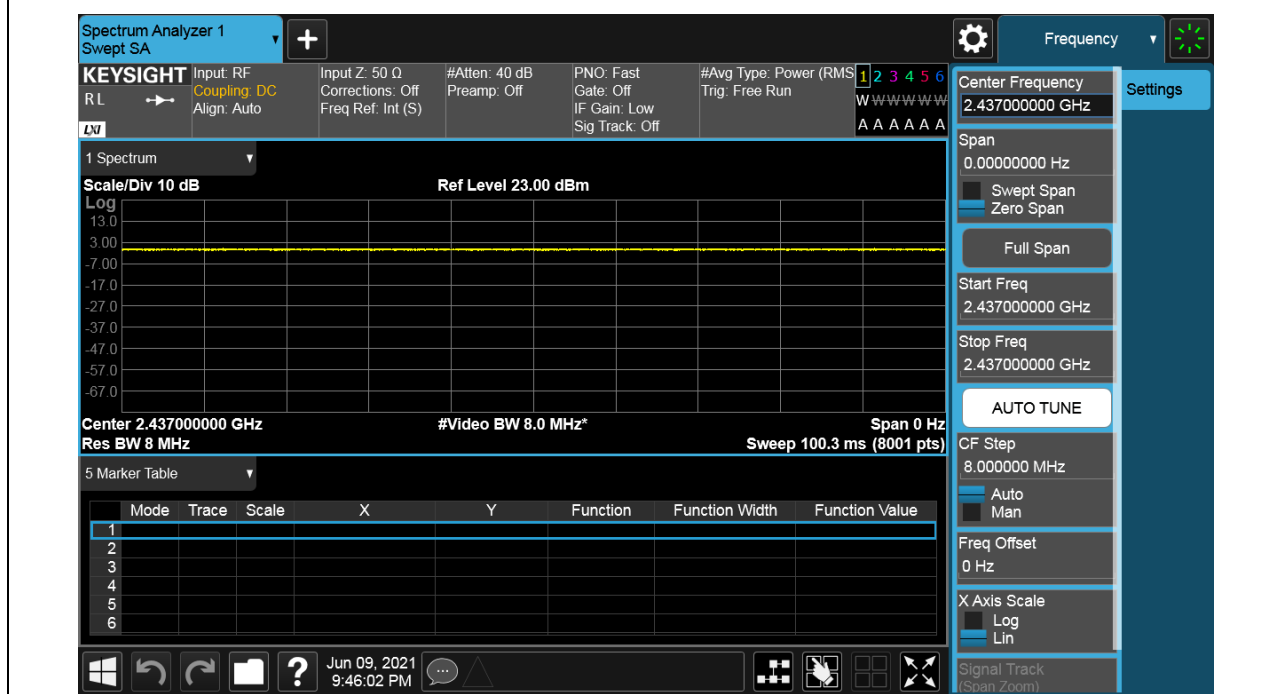 Spectrum Analyzer 1
Swept SA
Frequency
KEYSIGHT
R L
LXI
Input: RF
Coupling: DC
Align: Auto
Input Z: 50 Ω
Corrections: Off
Freq Ref: Int (S)
#Atten: 40 dB
Preamp: Off
PNO: Fast
Gate: Off
IF Gain: Low
Sig Track: Off
#Avg Type: Power (RMS
Trig: Free Run
1 2 3 4 5 6
W W W W W W
A A A A A A
1 Spectrum
Scale/Div 10 dB
Ref Level 23.00 dBm
Log
13.0
3.00
-7.00
-17.0
-27.0
-37.0
-47.0
-57.0
-67.0
Center 2.437000000 GHz
#Video BW 8.0 MHz*
Span 0 Hz
Res BW 8 MHz
Sweep 100.3 ms (8001 pts)
5 Marker Table
Mode Trace Scale X Y Function Function Width Function Value
1
2
3
4
5
6
Jun 09, 2021
9:46:02 PM
Center Frequency
2.437000000 GHz
Span
0.00000000 Hz
Swept Span
Zero Span
Full Span
Start Freq
2.437000000 GHz
Stop Freq
2.437000000 GHz
AUTO TUNE
CF Step
8.000000 MHz
Auto
Man
Freq Offset
0 Hz
X Axis Scale
Log
Lin
Signal Track
(Span Zoom)
Settings